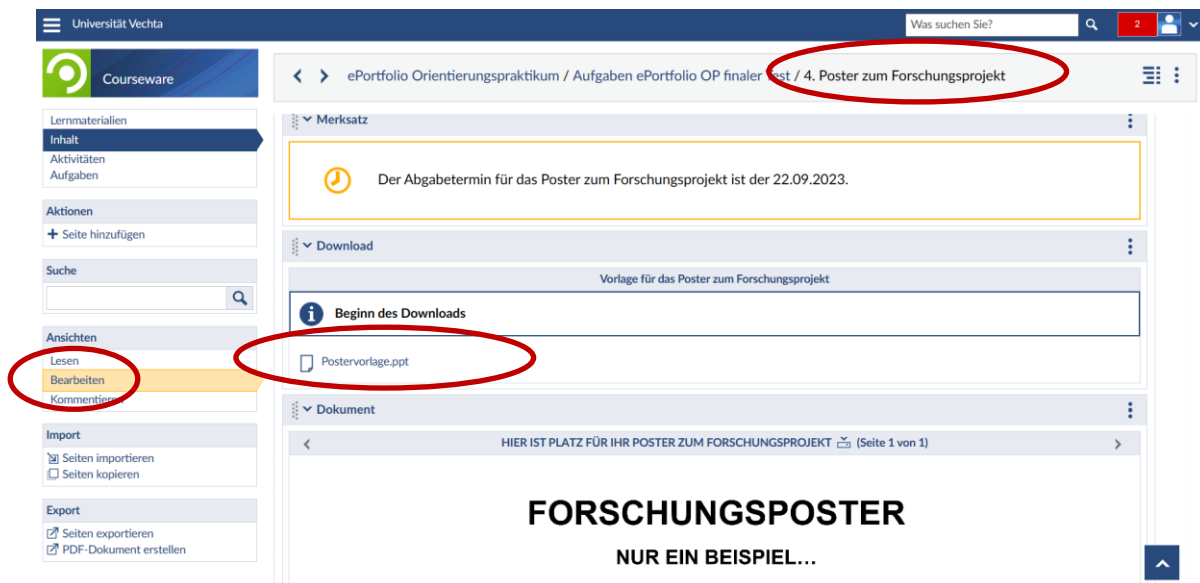 Universität Vechta
Was suchen Sie?
2
Courseware
ePortfolio Orientierungspraktikum / Aufgaben ePortfolio OP finaler Test / 4. Poster zum Forschungsprojekt
Lernmaterialien
Inhalt
Aktivitäten
Aufgaben
Aktionen
Seite hinzufügen
Suche
Ansichten
Lesen
Bearbeiten
Kommentieren
Import
Seiten importieren
Seiten kopieren
Export
Seiten exportieren
PDF-Dokument erstellen
Merksatz
Der Abgabetermin für das Poster zum Forschungsprojekt ist der 22.09.2023.
Download
Vorlage für das Poster zum Forschungsprojekt
Beginn des Downloads
Postervorlage.ppt
Dokument
HIER IST PLATZ FÜR IHR POSTER ZUM FORSCHUNGSPROJEKT (Seite 1 von 1)
FORSCHUNGSPOSTER
NUR EIN BEISPIEL...